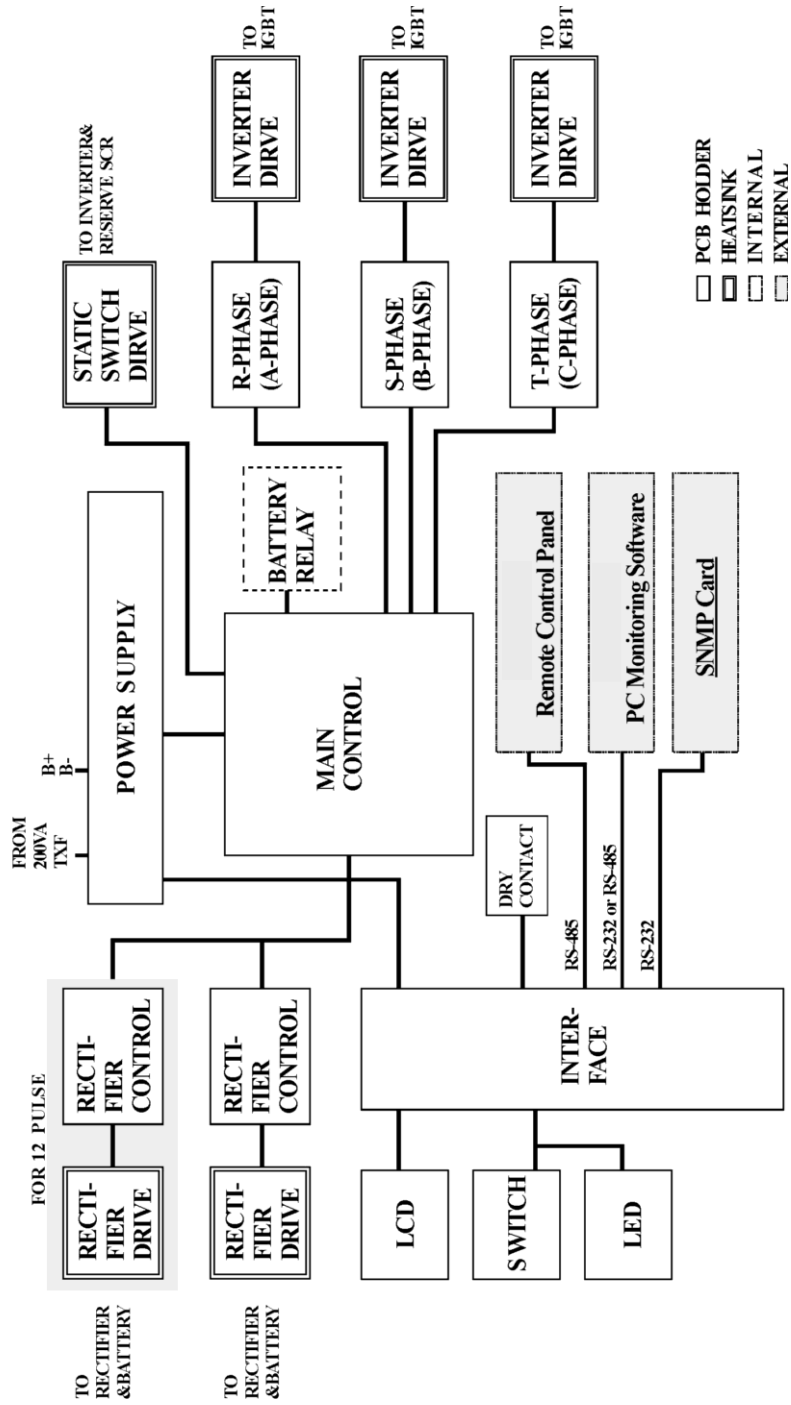 FROM
200VA
TXF
B+
B-
TO INVERTER&
RESERVE SCR
FOR 12 PULSE
TO
RECTIFIER
&BATTERY
RECTI-
FIER
DRIVE
RECTI-
FIER
CONTROL
POWER SUPPLY
STATIC
SWITCH
DIRVE
TO
RECTIFIER
&BATTERY
RECTI-
FIER
DRIVE
RECTI-
FIER
CONTROL
MAIN
CONTROL
BATTERY
RELAY
R-PHASE
(A-PHASE)
INVERTER
DIRVE
TO
IGBT
S-PHASE
(B-PHASE)
INVERTER
DIRVE
TO
IGBT
T-PHASE
(C-PHASE)
INVERTER
DIRVE
TO
IGBT
LCD
SWITCH
LED
INTER-
FACE
DRY
CONTACT
RS-485
Remote Control Panel
RS-232 or RS-485
PC Monitoring Software
RS-232
SNMP Card
PCB HOLDER
HEATSINK
INTERNAL
EXTERNAL